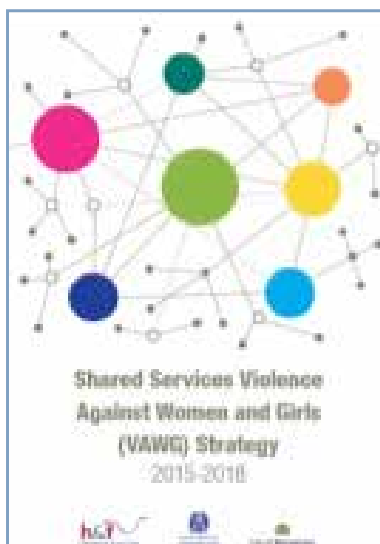 Shared Services Violence
Against Women and Girls
(VAWG) Strategy
2015-2018
h&f